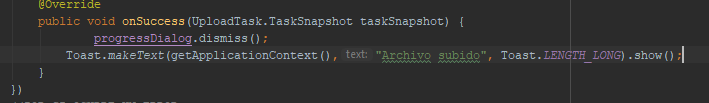 @Override
public void onSuccess(UploadTask.TaskSnapshot taskSnapshot) {
progressDialog.dismiss();
Toast.makeText(getApplicationContext(), text: "Archivo subido", Toast.LENGTH_LONG).show();
}
})